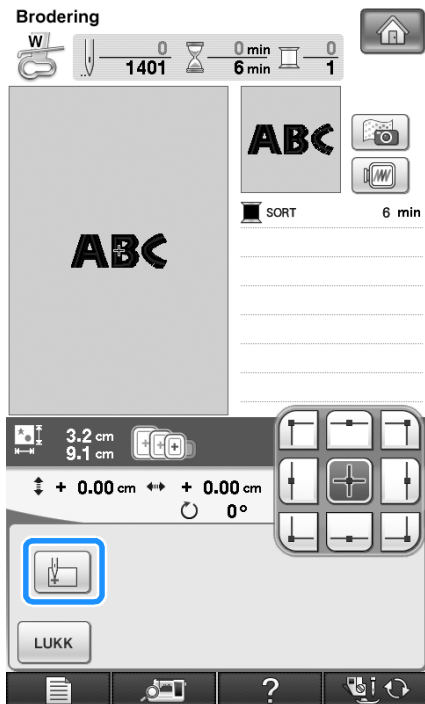 Brodering
W
0 0 min 0
1401 6 min 1
ABC
SORT 6 min
ABC
3.2 cm
9.1 cm
+ 0.00 cm + 0.00 cm
0°
LUKK
? i